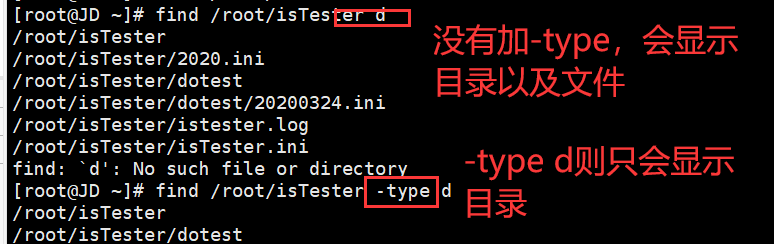 [root@JD ~]# find /root/isTester d
/root/isTester
/root/isTester/2020.ini
/root/isTester/dotest
/root/isTester/dotest/20200324.ini
/root/isTester/istester.log
/root/isTester/isTester.ini
find: `d': No such file or directory
[root@JD ~]# find /root/isTester -type d
/root/isTester
/root/isTester/dotest
没有加-type，会显示
目录以及文件
-type d则只会显示
目录